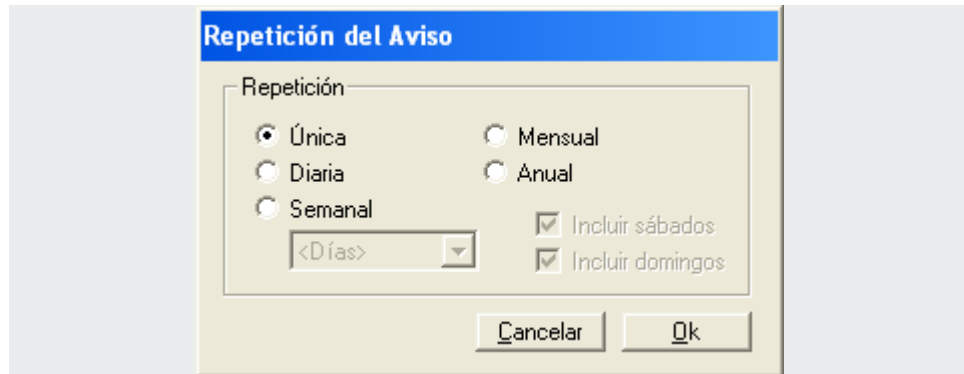 Repetición del Aviso
Repetición
Única
Mensual
Diaria
Anual
Semanal
Incluir sábados
<Días>
Incluir domingos
Cancelar
Ok